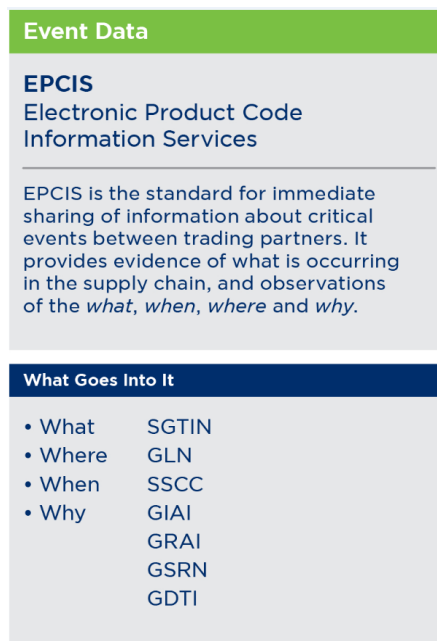 Event Data
EPCIS
Electronic Product Code
Information Services
EPCIS is the standard for immediate
sharing of information about critical
events between trading partners. It
provides evidence of what is occurring
in the supply chain, and observations
of the what, when, where and why.
What Goes Into It
• What SGTIN
• Where GLN
• When SSCC
• Why GIAI
GRAI
GSRN
GDTI